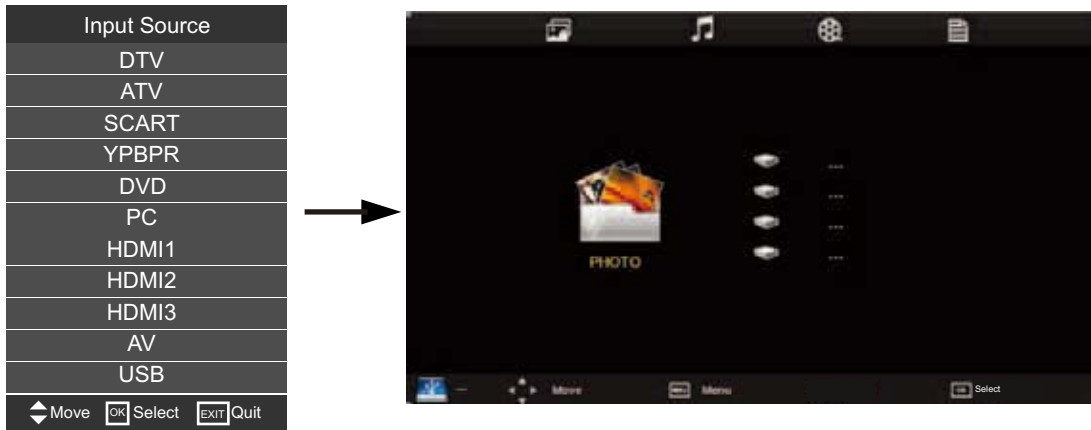 Input Source
DTV
ATV
SCART
YPBPR
DVD
PC
HDMI1
HDMI2
HDMI3
AV
USB
Move OK Select EXIT Quit
PHOTO
...
...
...
...
-- Move Menu Select